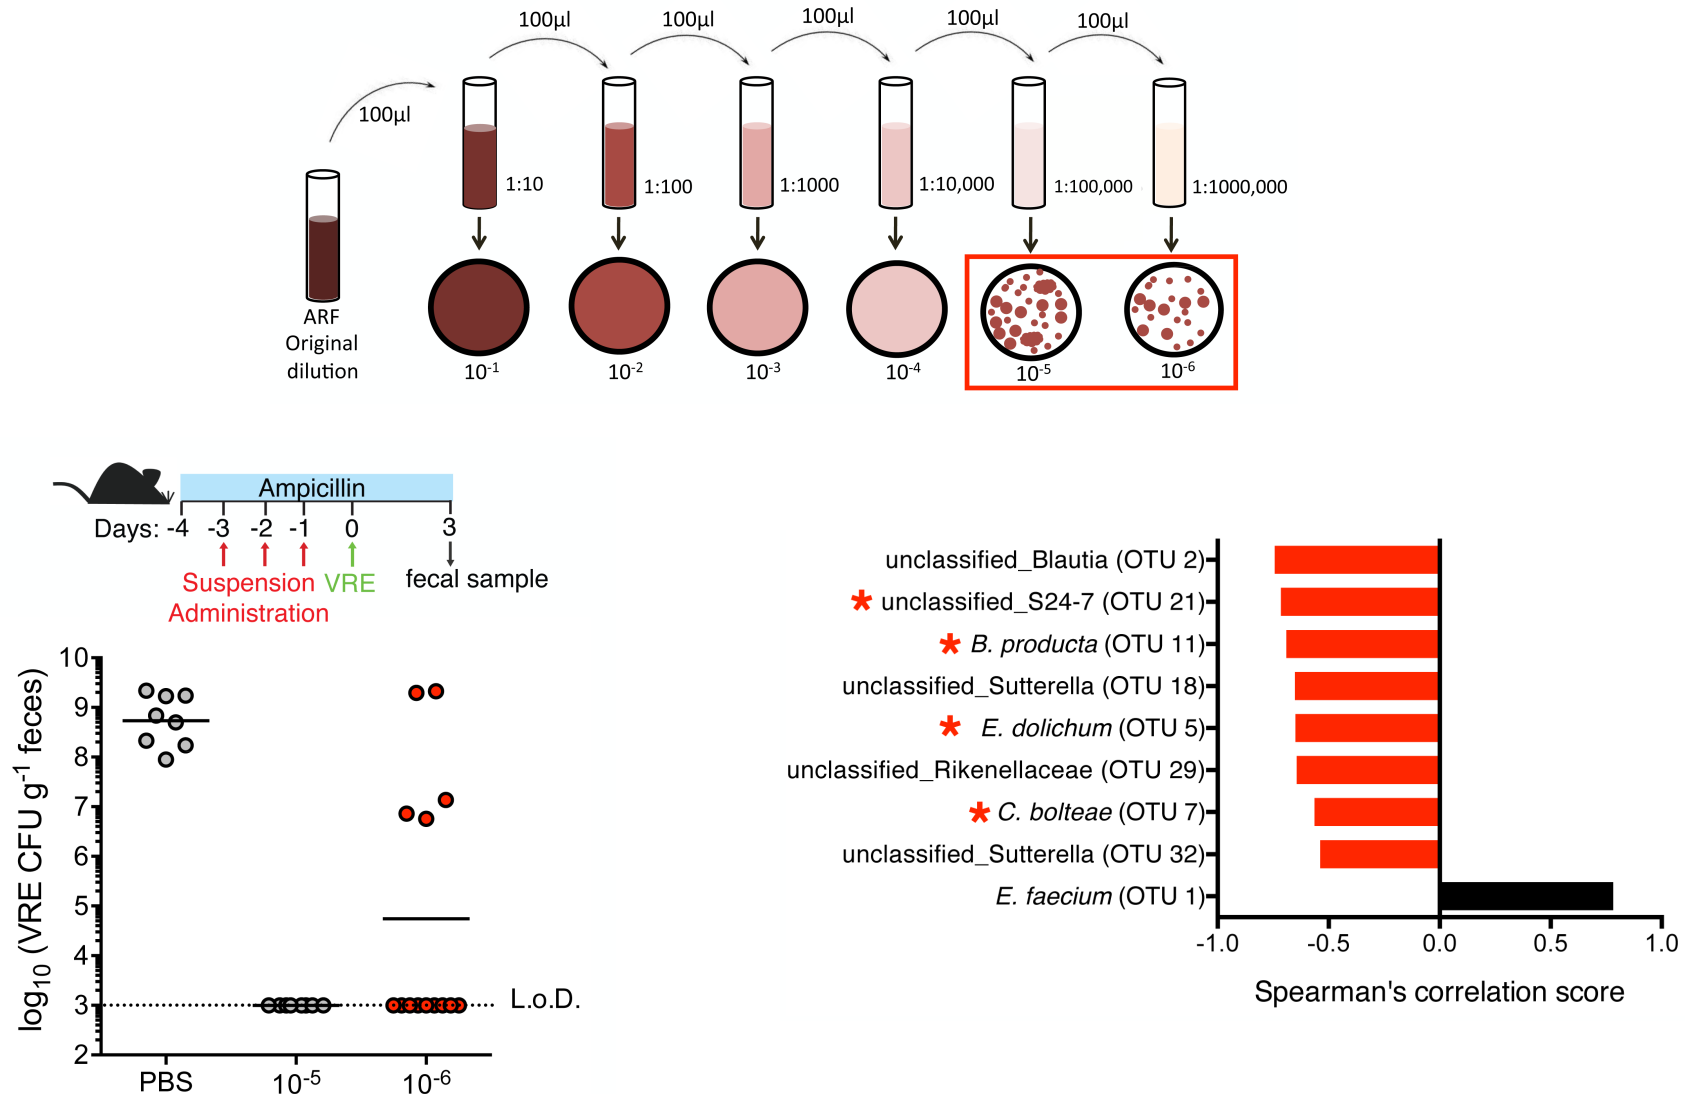 100µl
100µl
100µl
100µl
100µl
100µl
1:10
1:100
1:1000
1:10,000
1:100,000
1:1000,000
ARF
Original
dilution
10-1
10-2
10-3
10-4
10-5
10-6
Ampicillin
Days: -4 -3 -2 -1 0 3
Suspension
Administration
VRE
fecal sample
log10 (VRE CFU g-1 feces)
10
9
8
7
6
5
4
3
2
L.o.D.
PBS 10-5 10-6
unclassified_Blautia (OTU 2)
* unclassified_S24-7 (OTU 21)
* B. producta (OTU 11)
unclassified_Sutterella (OTU 18)
* E. dolichum (OTU 5)
unclassified_Rikenellaceae (OTU 29)
* C. bolteae (OTU 7)
unclassified_Sutterella (OTU 32)
E. faecium (OTU 1)
-1.0 -0.5 0.0 0.5 1.0
Spearman's correlation score